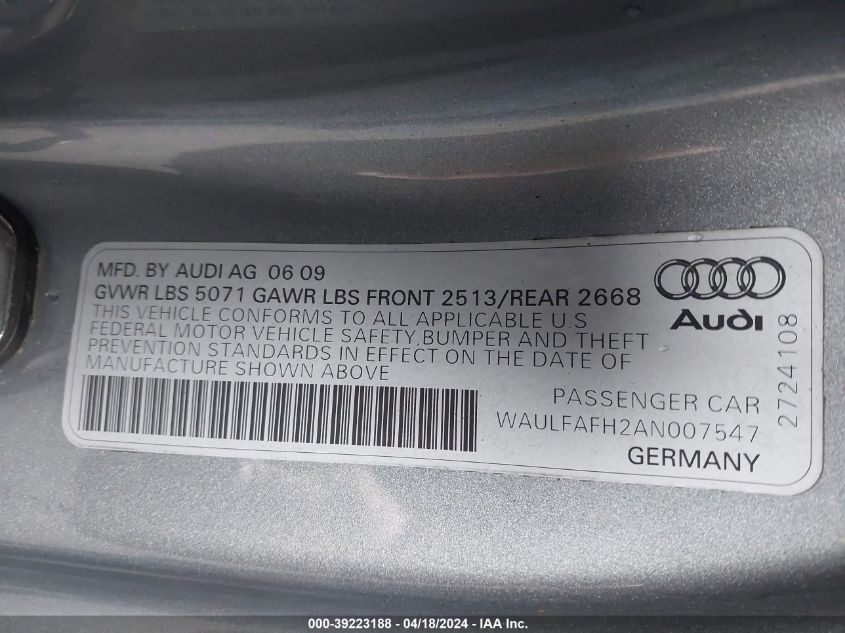 MFD. BY AUDI AG 06 09
GVWR LBS 5071 GAWR LBS FRONT 2513/REAR 2668
THIS VEHICLE CONFORMS TO ALL APPLICABLE U.S
FEDERAL MOTOR VEHICLE SAFETY, BUMPER AND THEFT
PREVENTION STANDARDS IN EFFECT ON THE DATE OF
MANUFACTURE SHOWN ABOVE
Audi
2724108
PASSENGER CAR
WAULFAFH2AN007547
GERMANY
000-39223188 - 04/18/2024 - IAA Inc.